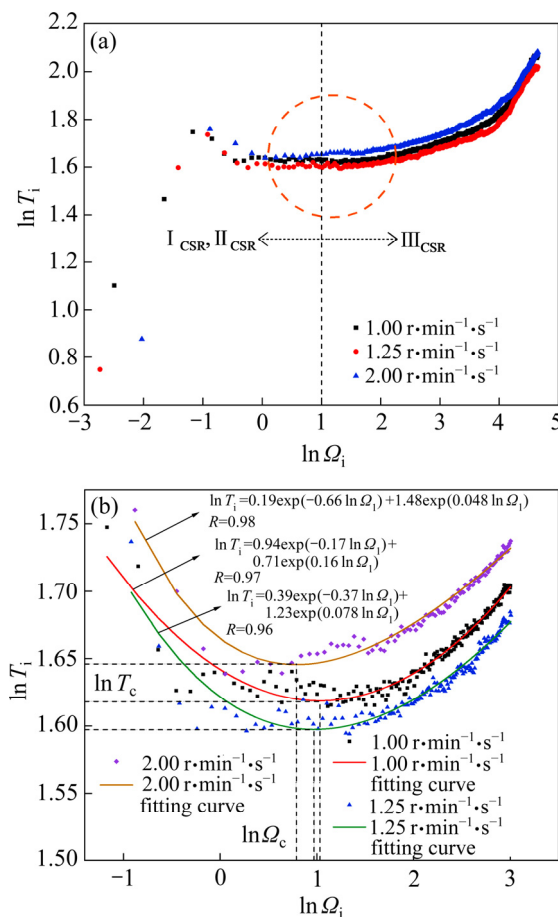 (a)
2.2
2.0
1.8
1.6
1.4
1.2
1.0
0.8
0.6
ln T_i
I_CSR, II_CSR
III_CSR
1.00 r·min⁻¹·s⁻¹
1.25 r·min⁻¹·s⁻¹
2.00 r·min⁻¹·s⁻¹
-3 -2 -1 0 1 2 3 4 5
ln Ω_i
(b)
ln T_i=0.19exp(−0.66 ln Ω_1)+1.48exp(0.048 ln Ω_1)
R=0.98
ln T_i=0.94exp(−0.17 ln Ω_1)+
0.71exp(0.16 ln Ω_1)
R=0.97
ln T_i=0.39exp(−0.37 ln Ω_1)+
1.23exp(0.078 ln Ω_1)
R=0.96
1.75
1.70
1.65
1.60
1.55
1.50
ln T_i
ln T_c
2.00 r·min⁻¹·s⁻¹
2.00 r·min⁻¹·s⁻¹
fitting curve
ln Ω_c
1.00 r·min⁻¹·s⁻¹
1.00 r·min⁻¹·s⁻¹
fitting curve
1.25 r·min⁻¹·s⁻¹
1.25 r·min⁻¹·s⁻¹
fitting curve
−1 0 1 2 3
ln Ω_i